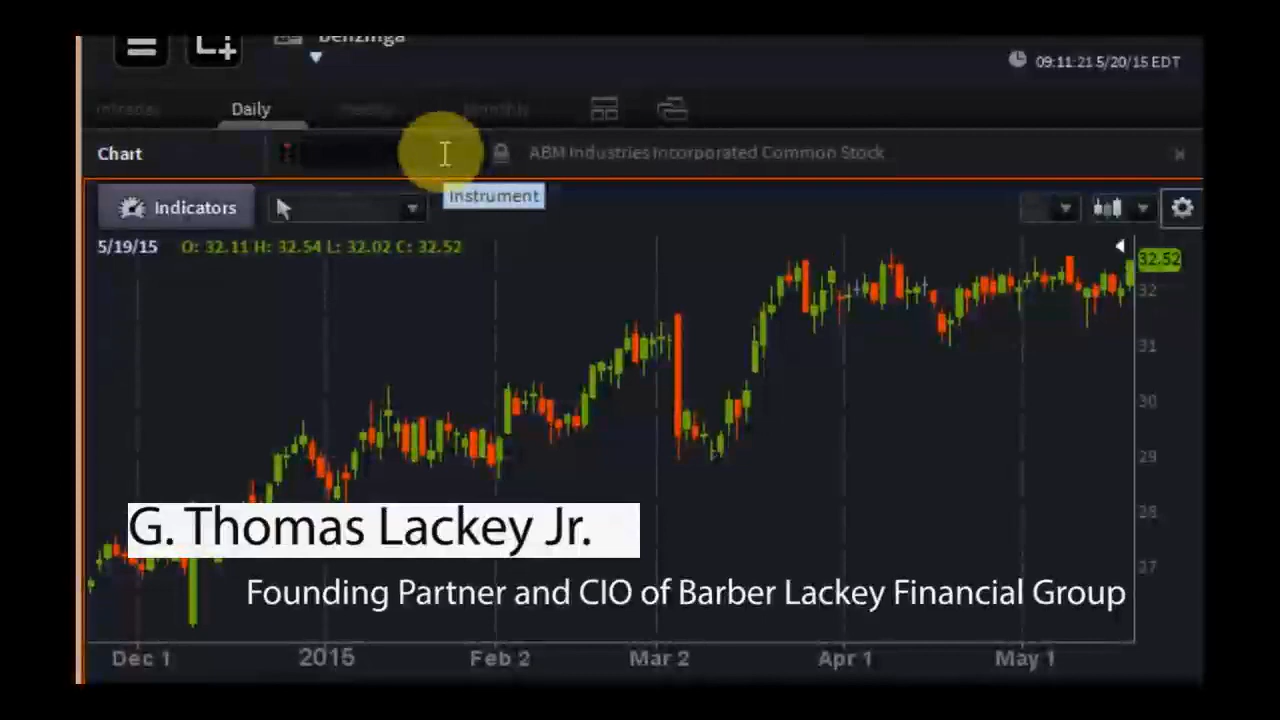 benzinga
09:11:21 5/20/15 EDT
Intraday Daily Weekly Monthly
Chart ABM Industries Incorporated Common Stock
Instrument
Indicators
5/19/15 O: 32.11 H: 32.54 L: 32.02 C: 32.52
32.52
32
31
30
29
28
27
G. Thomas Lackey Jr.
Founding Partner and CIO of Barber Lackey Financial Group
Dec 1 2015 Feb 2 Mar 2 Apr 1 May 1